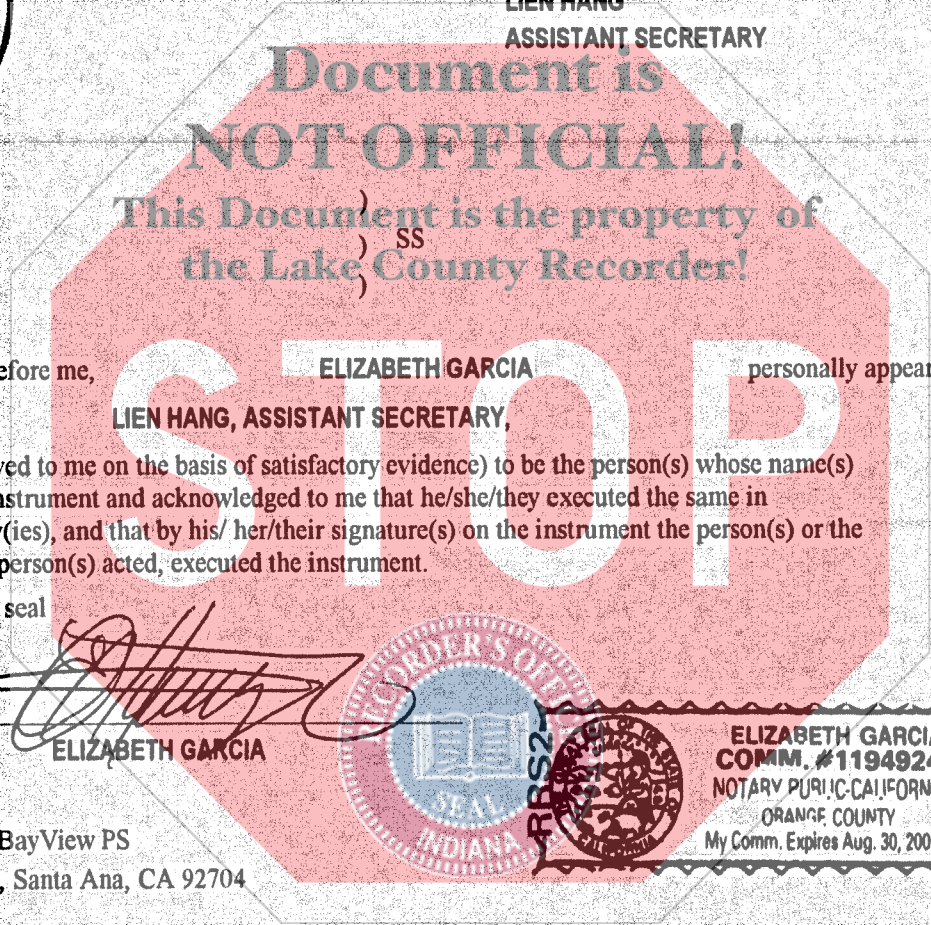 LIEN HANG
ASSISTANT SECRETARY
Document is
NOT OFFICIAL!
This Document is the property of
the Lake County Recorder!
)
) SS
)
STOP
efore me, ELIZABETH GARCIA personally appear
LIEN HANG, ASSISTANT SECRETARY,
ved to me on the basis of satisfactory evidence) to be the person(s) whose name(s)
nstrument and acknowledged to me that he/she/they executed the same in
(ies), and that by his/ her/their signature(s) on the instrument the person(s) or the
person(s) acted, executed the instrument.
seal
ELIZABETH GARCIA
RECORDER'S OFFICE
SEAL
INDIANA
RRS2
ELIZABETH GARCIA
COMM. #1194924
NOTARY PUBLIC-CALIFORN
ORANGE COUNTY
My Comm. Expires Aug. 30, 200
BayView PS
, Santa Ana, CA 92704